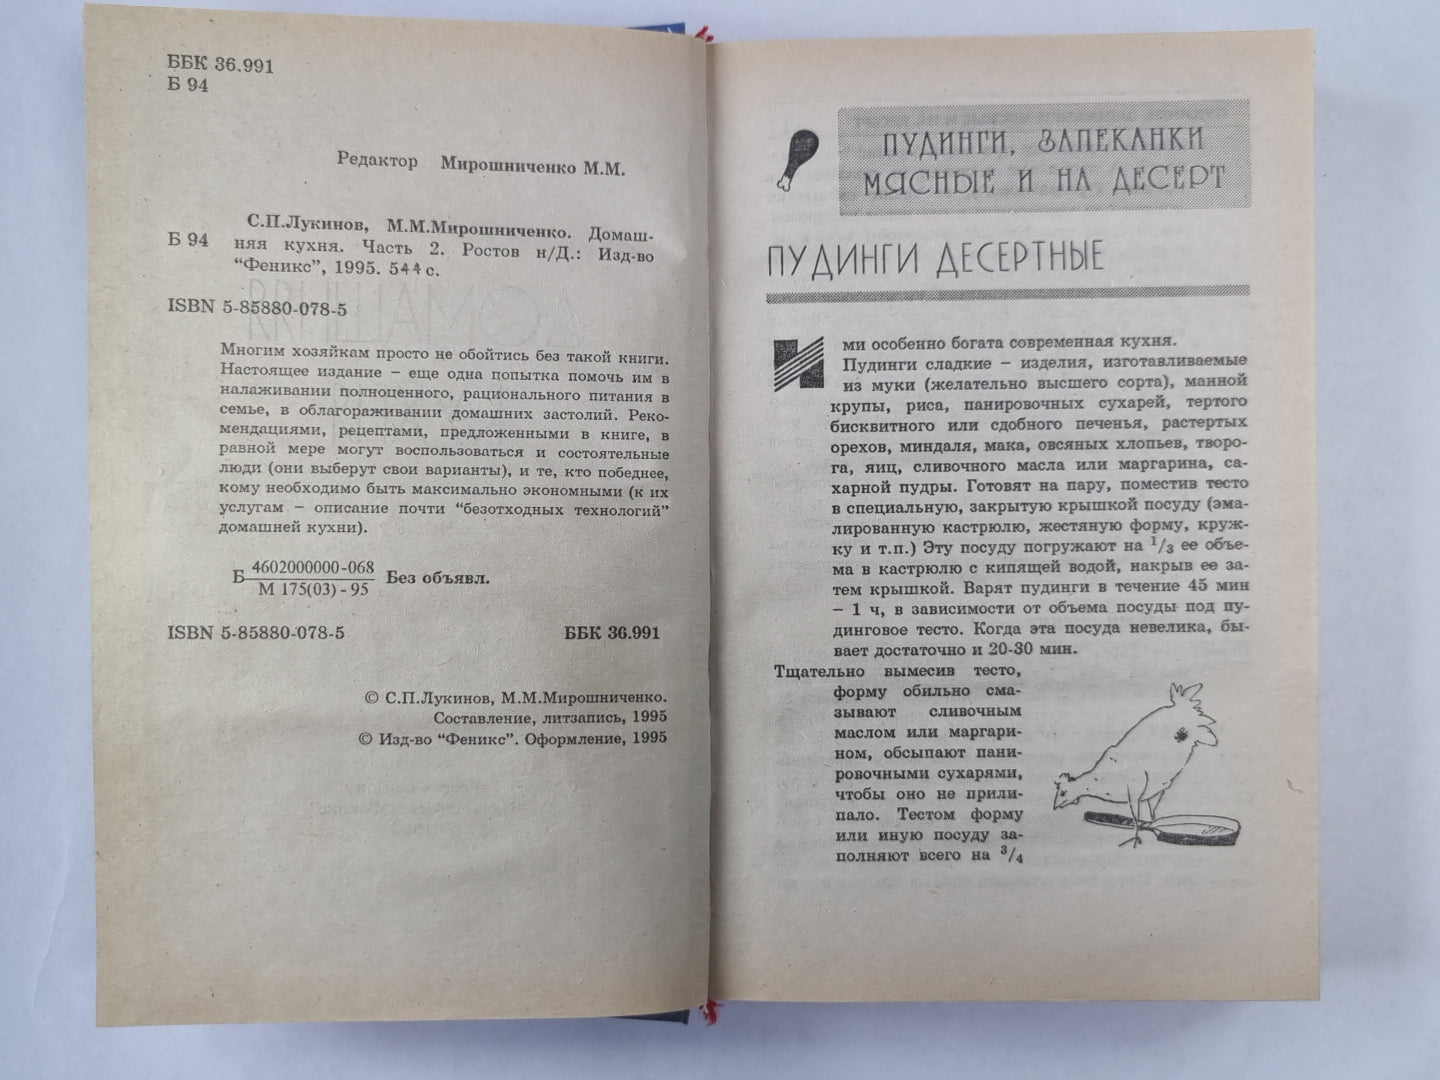 ББК 36.991
Б 94
Редактор Мирошниченко М.М.
С.П.Лукинов, М.М.Мирошниченко. Домаш-
Б 94 няя кухня. Часть 2. Ростов н/Д.: Изд-во
“Феникс”, 1995. 544 с.
ISBN 5-85880-078-5
Многим хозяйкам просто не обойтись без такой книги.
Настоящее издание – еще одна попытка помочь им в
налаживании полноценного, рационального питания в
семье, в облагораживании домашних застолий. Реко-
мендациями, рецептами, предложенными в книге, в
равной мере могут воспользоваться и состоятельные
люди (они выберут свои варианты), и те, кто победнее,
кому необходимо быть максимально экономными (к их
услугам – описание почти “безотходных технологий”
домашней кухни).
Б 4602000000-068
М 175(03) - 95
Без объявл.
ISBN 5-85880-078-5 ББК 36.991
© С.П.Лукинов, М.М.Мирошниченко.
Составление, литзапись, 1995
© Изд-во “Феникс”. Оформление, 1995
ПУДИНГИ, ЗАПЕКАНКИ
МЯСНЫЕ И НА ДЕСЕРТ
ПУДИНГИ ДЕСЕРТНЫЕ
И ми особенно богата современная кухня.
Пудинги сладкие – изделия, изготавливаемые
из муки (желательно высшего сорта), манной
крупы, риса, панировочных сухарей, тертого
бисквитного или сдобного печенья, растертых
орехов, миндаля, мака, овсяных хлопьев, творо-
га, яиц, сливочного масла или маргарина, са-
харной пудры. Готовят на пару, поместив тесто
в специальную, закрытую крышкой посуду (эма-
лированную кастрюлю, жестяную форму, круж-
ку и т.п.) Эту посуду погружают на 1/3 ее объе-
ма в кастрюлю с кипящей водой, накрыв ее за-
тем крышкой. Варят пудинги в течение 45 мин
– 1 ч, в зависимости от объема посуды под пу-
динговое тесто. Когда эта посуда невелика, бы-
вает достаточно и 20-30 мин.
Тщательно вымесив тесто,
форму обильно сма-
зывают сливочным
маслом или маргари-
ном, обсыпают пани-
ровочными сухарями,
чтобы оно не прили-
пало. Тестом форму
или иную посуду за-
полняют всего на 3/4